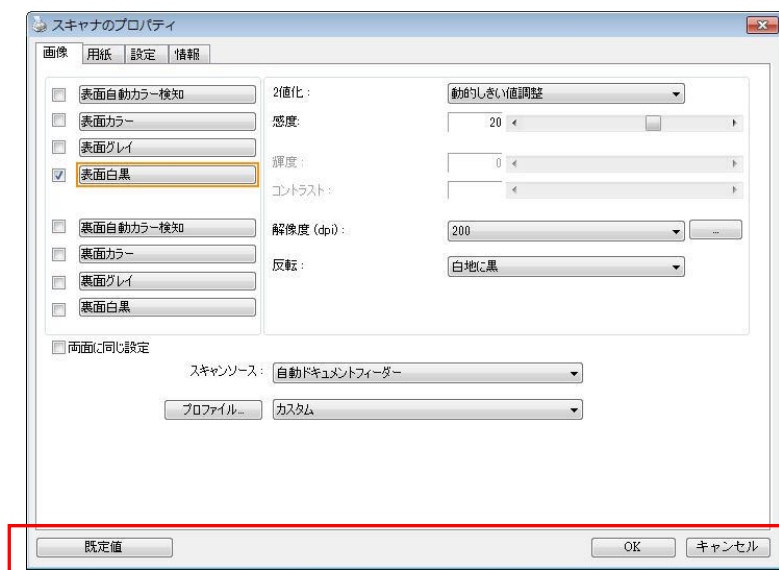 スキャナのプロパティ
画像 用紙 設定 情報
表面自動カラー検知
表面カラー
表面グレイ
表面白黒
裏面自動カラー検知
裏面カラー
裏面グレイ
裏面白黒
2値化： 動的しきい値調整
感度: 20
輝度： 0
コントラスト：
解像度 (dpi)： 200 ...
反転： 白地に黒
両面に同じ設定
スキャンソース： 自動ドキュメントフィーダー
プロファイル... カスタム
既定値 OK キャンセル